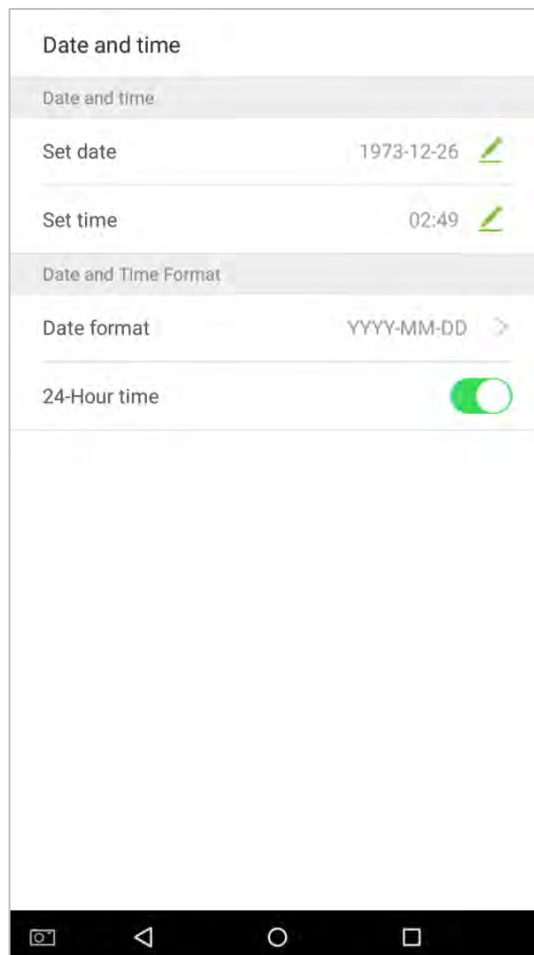 Date and time
Date and time
Set date 1973-12-26
Set time 02:49
Date and Time Format
Date format YYYY-MM-DD
24-Hour time